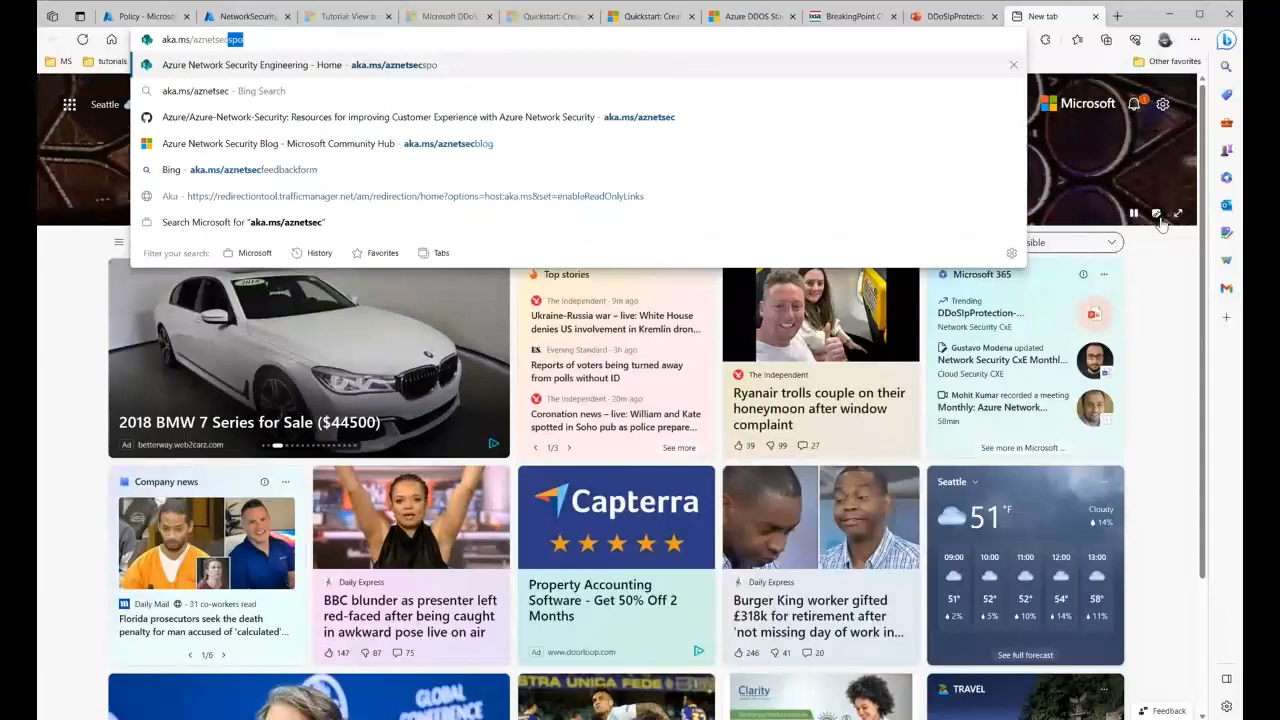 Policy - Micros
NetworkSecurity
Tutorial: View an
Microsoft DDoS
Quickstart: Crea
Quickstart: Crea
Azure DDOS Sta
BreakingPoint C
DDoSIpProtectio
New tab
aka.ms/aznetsecspo
MS
tutorials
Other favorites
Azure Network Security Engineering - Home - aka.ms/aznetsecspo
aka.ms/aznetsec - Bing Search
Azure/Azure-Network-Security: Resources for improving Customer Experience with Azure Network Security - aka.ms/aznetsec
Azure Network Security Blog - Microsoft Community Hub - aka.ms/aznetsecblog
Bing - aka.ms/aznetsecfeedbackform
Aka - https://redirectiontool.trafficmanager.net/am/redirection/home?options=host:aka.ms&set=enableReadOnlyLinks
Search Microsoft for "aka.ms/aznetsec"
Filter your search:
Microsoft
History
Favorites
Tabs
Seattle
Microsoft
1
sible
2018 BMW 7 Series for Sale ($44500)
Ad betterway.web2carz.com
Top stories
The Independent · 9m ago
Ukraine-Russia war – live: White House
denies US involvement in Kremlin dron...
ES Evening Standard · 3h ago
Reports of voters being turned away
from polls without ID
The Independent · 20m ago
Coronation news – live: William and Kate
spotted in Soho pub as police prepare...
1/3
See more
The Independent
Ryanair trolls couple on their
honeymoon after window
complaint
39
99
27
Microsoft 365
Trending
DDoSIpProtection-...
Network Security CxE
Gustavo Modena updated
Network Security CxE Monthl...
Cloud Security CXE
Mohit Kumar recorded a meeting
Monthly: Azure Network...
58min
See more in Microsoft ...
Company news
Daily Mail · 31 co-workers read
Florida prosecutors seek the death
penalty for man accused of 'calculated'...
1/6
Daily Express
BBC blunder as presenter left
red-faced after being caught
in awkward pose live on air
147
87
75
Capterra
Property Accounting
Software - Get 50% Off 2
Months
Ad www.doorloop.com
Daily Express
Burger King worker gifted
£318k for retirement after
'not missing day of work in...
246
41
20
Seattle
51 °F
Cloudy
14%
09:00 10:00 11:00 12:00 13:00
51° 52° 52° 54° 58°
2% 5% 10% 14% 11%
See full forecast
GLOBAL
STRA UNICA FEDE
Clarity
TRAVEL
Feedback